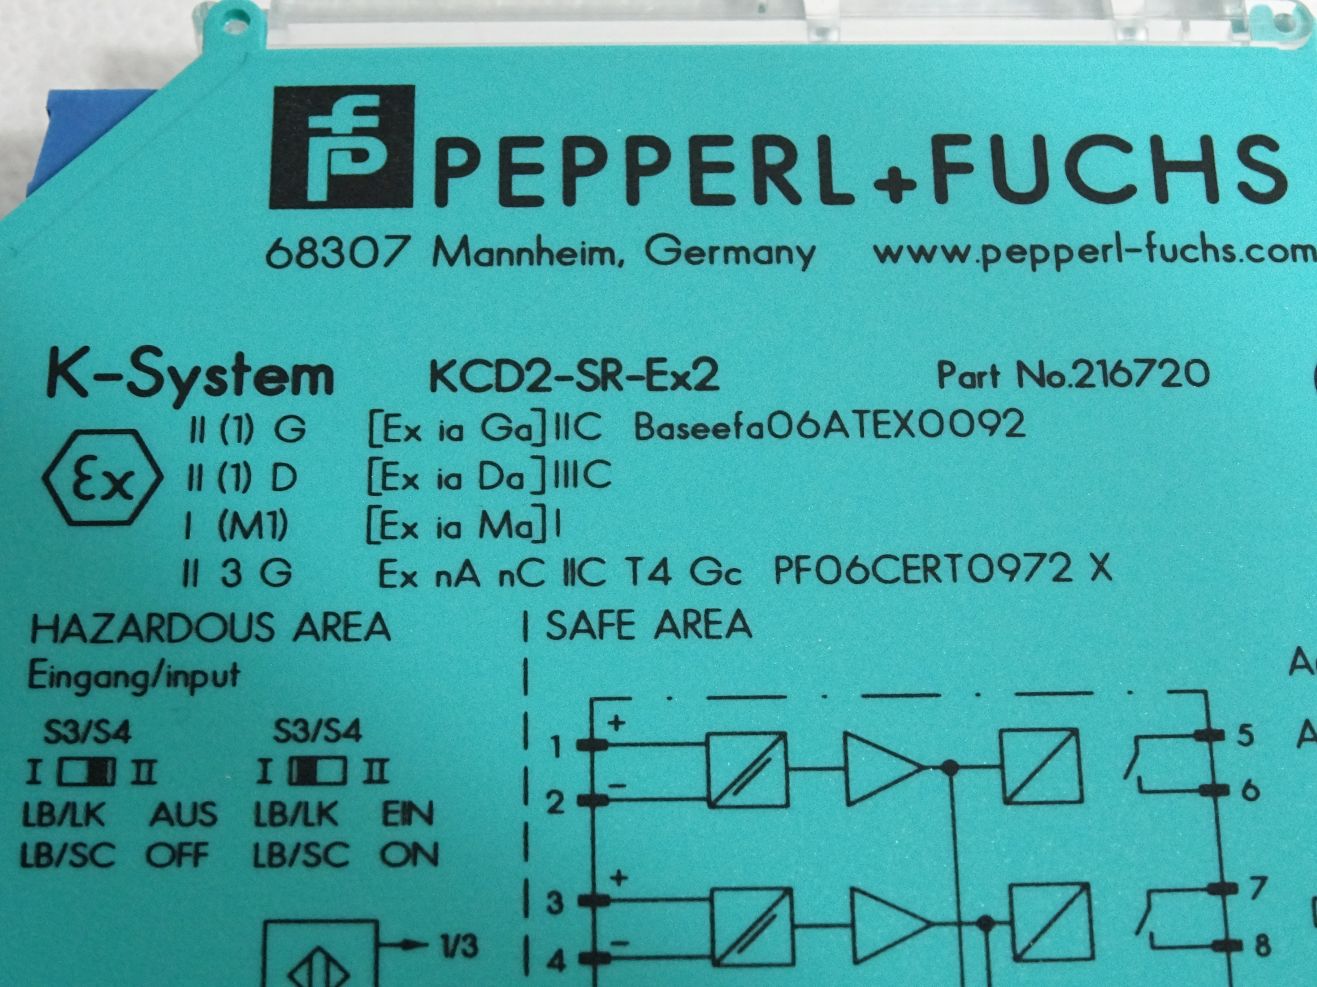 fp PEPPERL+FUCHS
68307 Mannheim, Germany www.pepperl-fuchs.com
K-System KCD2-SR-Ex2 Part No.216720
II (1) G [Ex ia Ga]IIC Baseefa06ATEX0092
Ex II (1) D [Ex ia Da]IIIC
I (M1) [Ex ia Ma]I
II 3 G Ex nA nC IIC T4 Gc PF06CERT0972 X
HAZARDOUS AREA SAFE AREA
Eingang/input
S3/S4 S3/S4
I II I II
LB/LK AUS LB/LK EIN
LB/SC OFF LB/SC ON
1 + 5
2 − 6
3 + 7
4 − 8
1/3